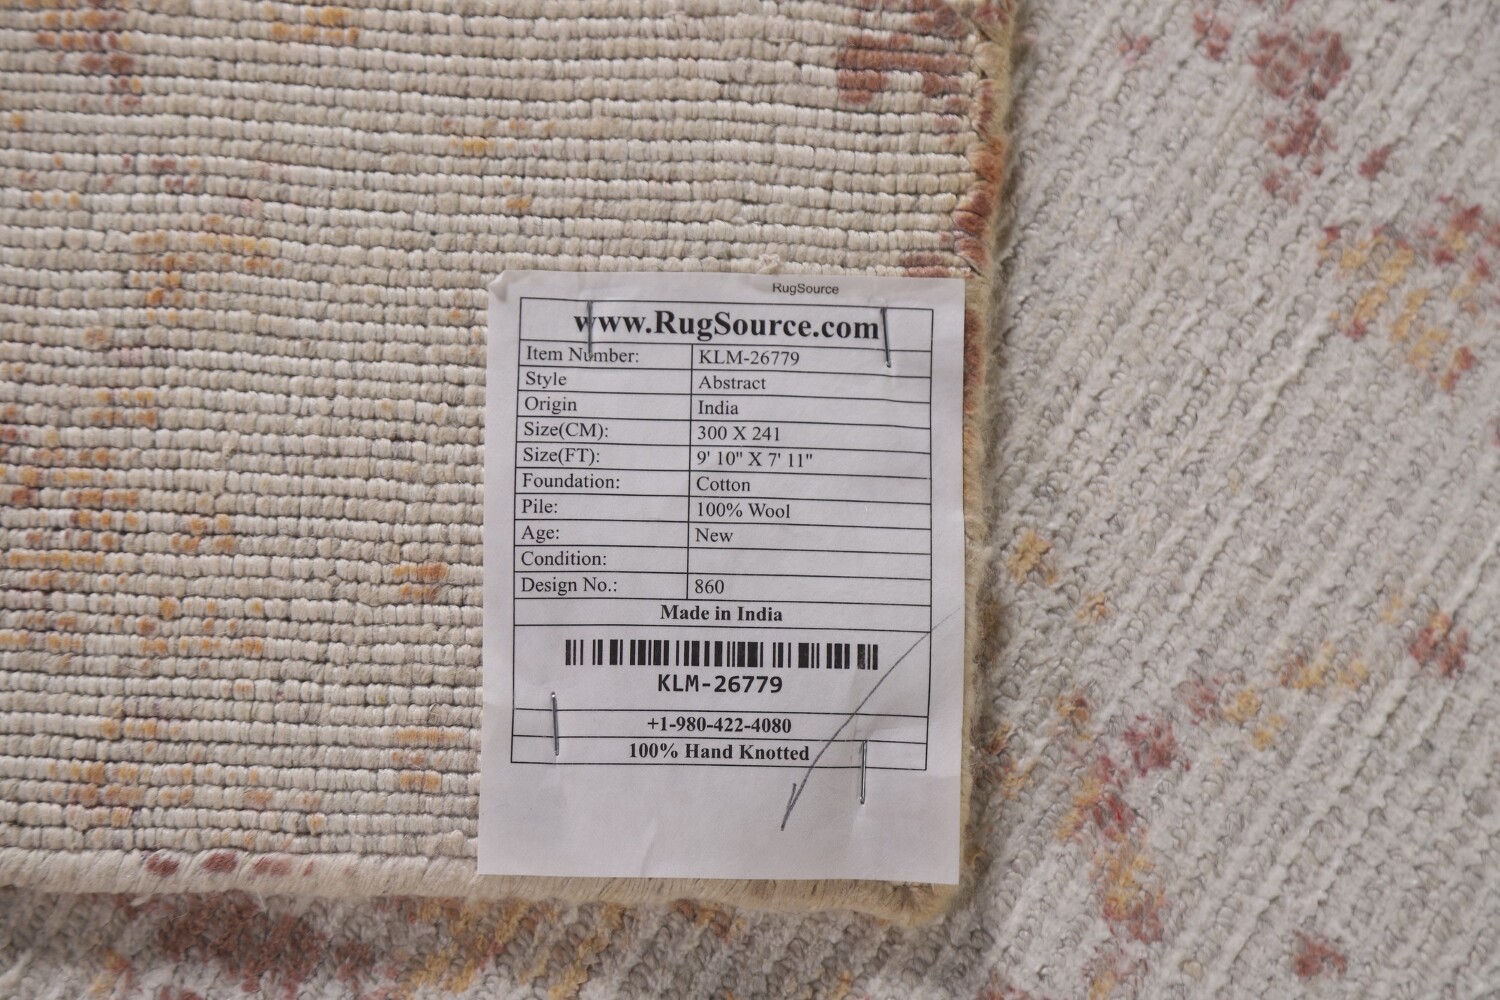 RugSource
www.RugSource.com
Item Number: KLM-26779
Style Abstract
Origin India
Size(CM): 300 X 241
Size(FT): 9' 10" X 7' 11"
Foundation: Cotton
Pile: 100% Wool
Age: New
Condition:
Design No.: 860
Made in India
KLM-26779
+1-980-422-4080
100% Hand Knotted